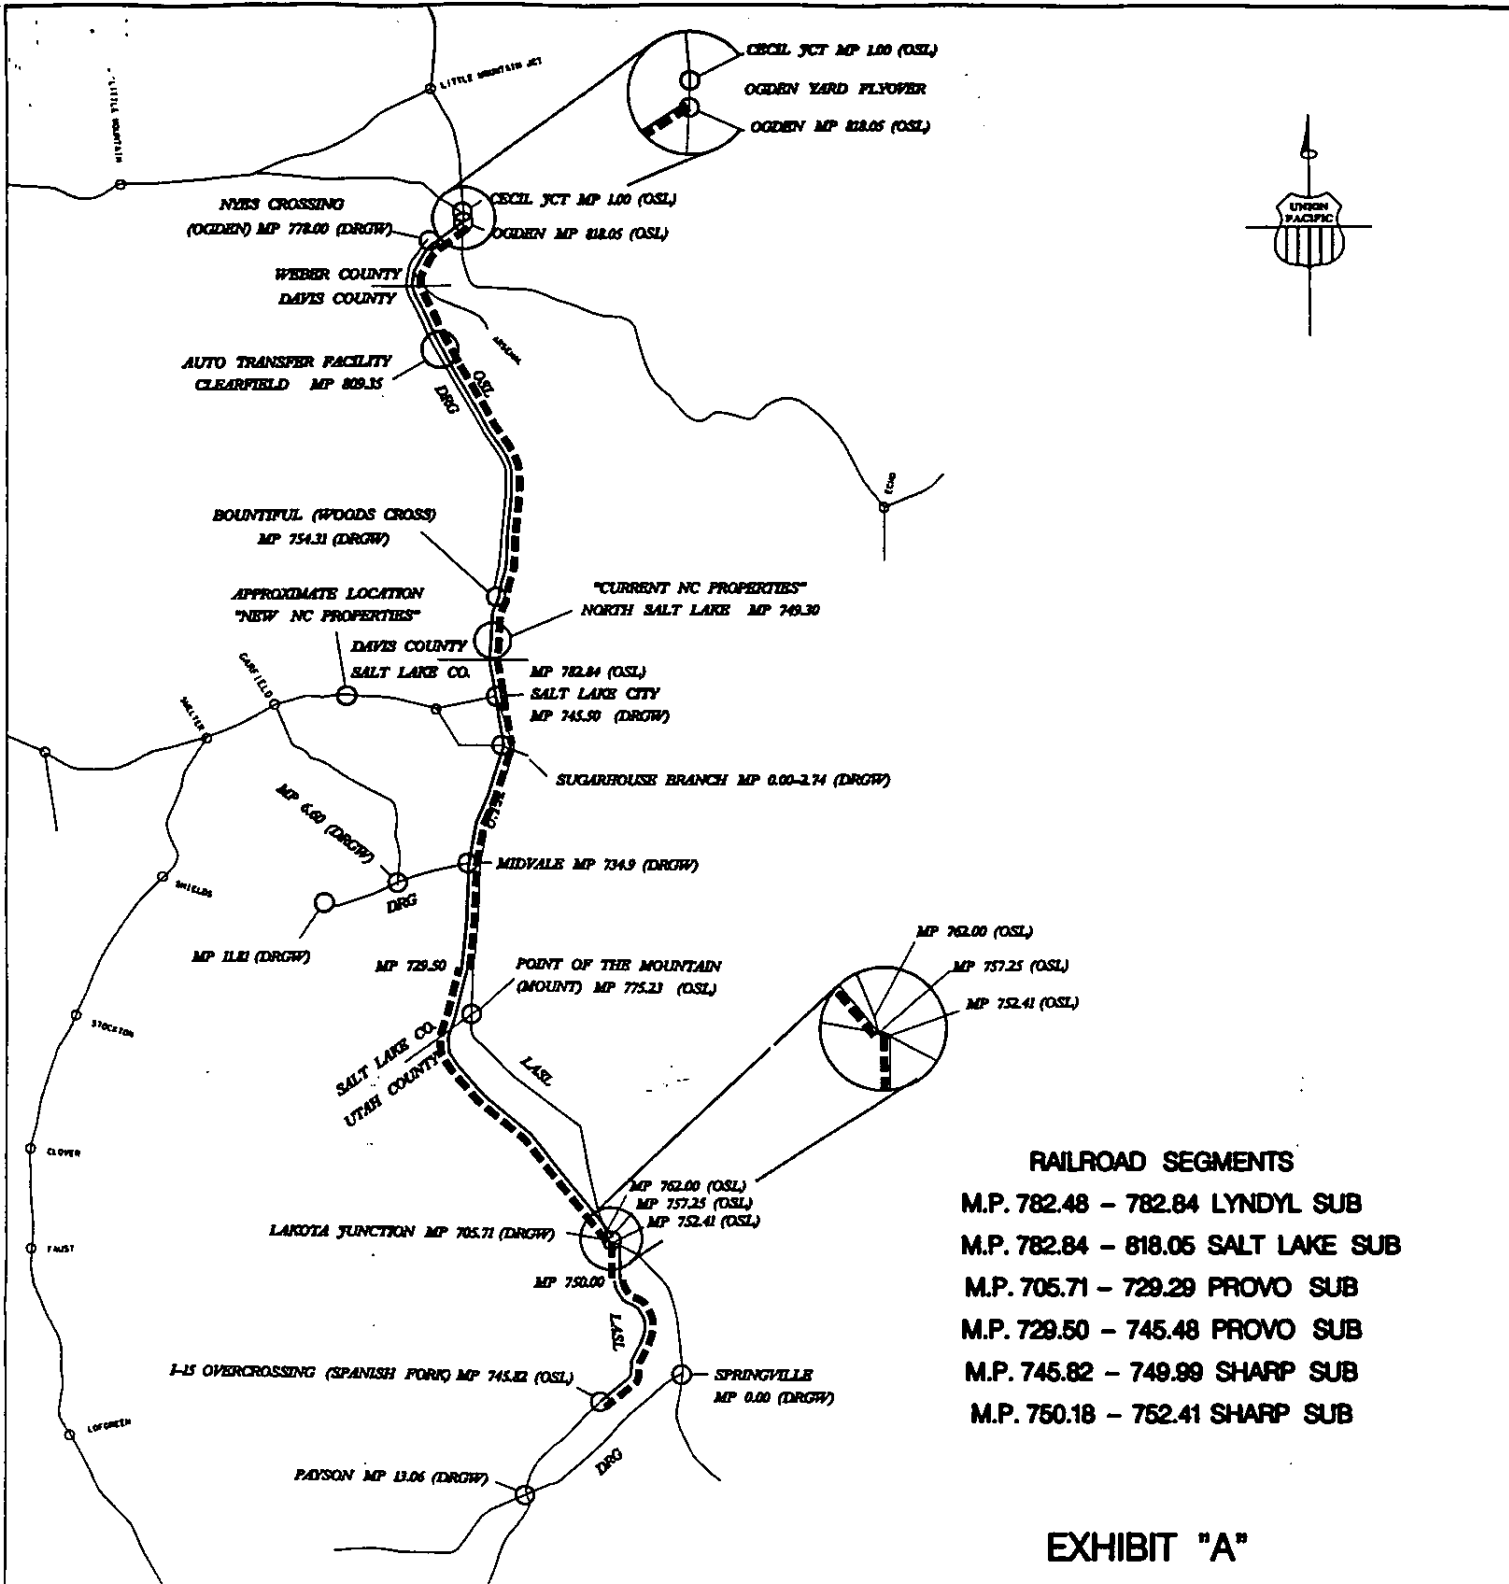 CECIL JCT MP 1.00 (OSL)
OGDEN YARD FLYOVER
OGDEN MP 818.05 (OSL)
LITTLE MOUNTAIN JCT
LITTLE MOUNTAIN
UNION
PACIFIC
NYES CROSSING
(OGDEN) MP 778.00 (DRGW)
CECIL JCT MP 1.00 (OSL)
OGDEN MP 818.05 (OSL)
WEBER COUNTY
DAVIS COUNTY
ARSENAL
AUTO TRANSFER FACILITY
CLEARFIELD MP 809.35
OSL
DRG
ECHO
BOUNTIFUL (WOODS CROSS)
MP 754.31 (DRGW)
APPROXIMATE LOCATION
"NEW NC PROPERTIES"
"CURRENT NC PROPERTIES"
NORTH SALT LAKE MP 749.30
DAVIS COUNTY
SALT LAKE CO.
MP 782.84 (OSL)
SALT LAKE CITY
MP 745.50 (DRGW)
GARFIELD
SMELTER
SUGARHOUSE BRANCH MP 0.00-2.74 (DRGW)
MP 6.60 (DRGW)
MIDVALE MP 734.9 (DRGW)
SHIELDS
DRG
MP 11.81 (DRGW)
MP 729.50
POINT OF THE MOUNTAIN
(MOUNT) MP 775.23 (OSL)
MP 762.00 (OSL)
MP 757.25 (OSL)
MP 752.41 (OSL)
STOCKTON
SALT LAKE CO.
UTAH COUNTY
LASL
CLOVER
FAUST
MP 762.00 (OSL)
MP 757.25 (OSL)
MP 752.41 (OSL)
LAKOTA JUNCTION MP 705.71 (DRGW)
MP 750.00
LASL
I-15 OVERCROSSING (SPANISH FORK) MP 745.82 (OSL)
SPRINGVILLE
MP 0.00 (DRGW)
LOFGREEN
DRG
PAYSON MP 13.06 (DRGW)
RAILROAD SEGMENTS
M.P. 782.48 - 782.84 LYNDYL SUB
M.P. 782.84 - 818.05 SALT LAKE SUB
M.P. 705.71 - 729.29 PROVO SUB
M.P. 729.50 - 745.48 PROVO SUB
M.P. 745.82 - 749.99 SHARP SUB
M.P. 750.18 - 752.41 SHARP SUB
EXHIBIT "A"